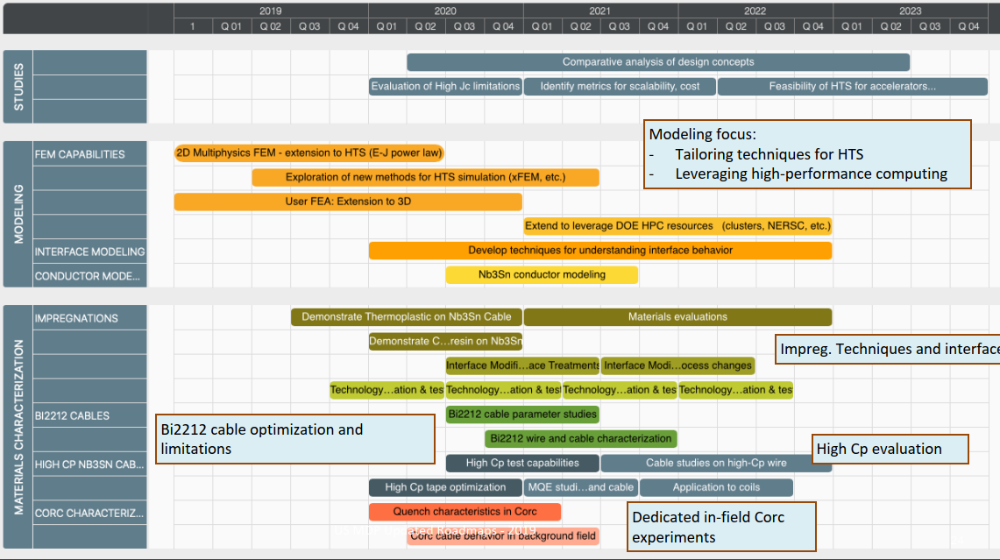 2019 2020 2021 2022 2023
1 Q 01 Q 02 Q 03 Q 04 Q 01 Q 02 Q 03 Q 04 Q 01 Q 02 Q 03 Q 04 Q 01 Q 02 Q 03 Q 04 Q 01 Q 02 Q 03 Q 04
STUDIES
Comparative analysis of design concepts
Evaluation of High Jc limitations Identify metrics for scalability, cost Feasibility of HTS for accelerators...
Modeling focus:
- Tailoring techniques for HTS
- Leveraging high-performance computing
MODELING
FEM CAPABILITIES 2D Multiphysics FEM - extension to HTS (E-J power law)
Exploration of new methods for HTS simulation (xFEM, etc.)
User FEA: Extension to 3D
Extend to leverage DOE HPC resources (clusters, NERSC, etc.)
INTERFACE MODELING Develop techniques for understanding interface behavior
CONDUCTOR MODE... Nb3Sn conductor modeling
MATERIALS CHARACTERIZATION
IMPREGNATIONS Demonstrate Thermoplastic on Nb3Sn Cable Materials evaluations
Demonstrate C...resin on Nb3Sn
Impreg. Techniques and interface
Interface Modifi...ace Treatments Interface Modi...ocess changes
Technology...ation & tes Technology...ation & tes Technology...ation & tes Technology...ation & tes
BI2212 CABLES Bi2212 cable parameter studies
Bi2212 cable optimization and
limitations
Bi2212 wire and cable characterization
High Cp evaluation
HIGH CP NB3SN CAB... High Cp test capabilities Cable studies on high-Cp wire
High Cp tape optimization MQE studi...and cable Application to coils
CORC CHARACTERIZ... Quench characteristics in Corc
Dedicated in-field Corc
experiments
Corc cable behavior in background field
Updated Roadmaps - 2019